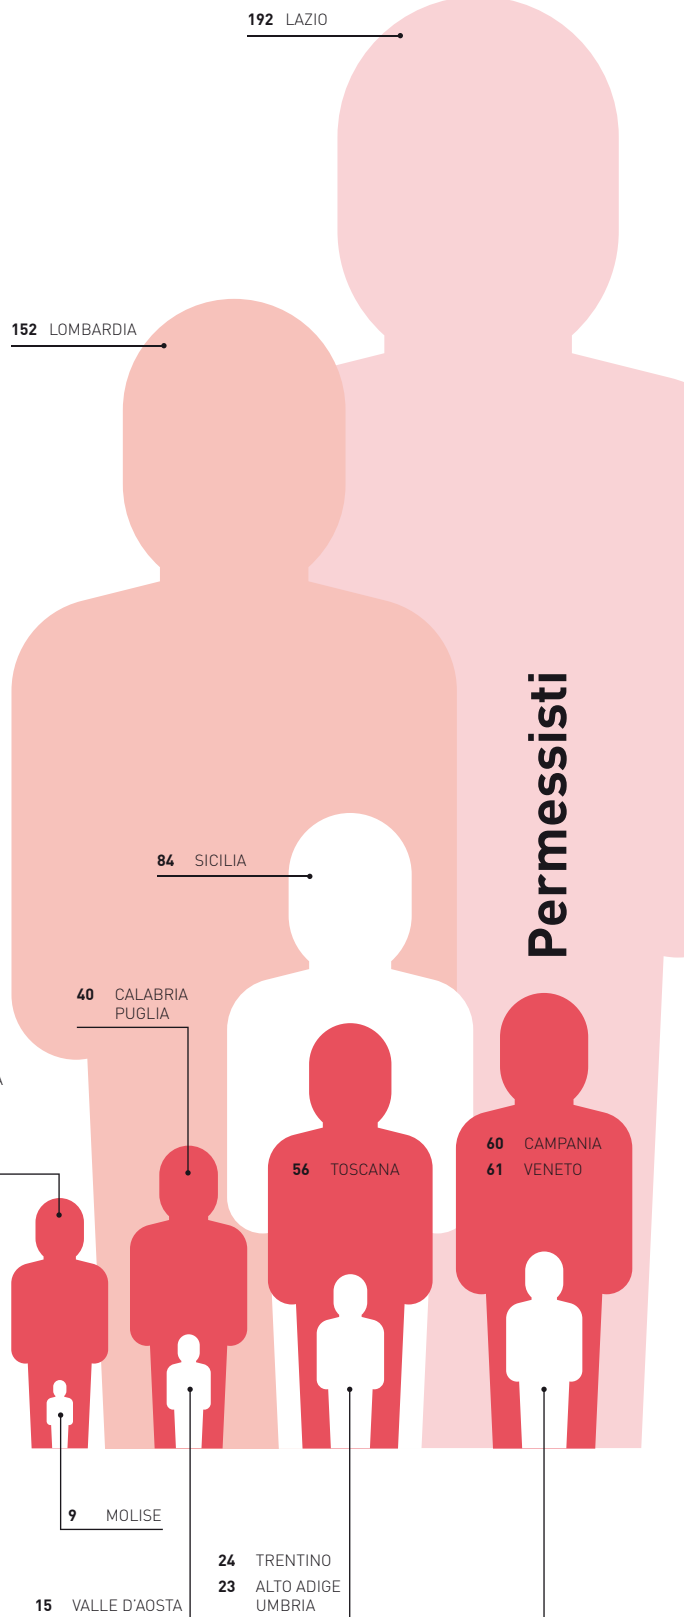 192 LAZIO
152 LOMBARDIA
Permessisti
84 SICILIA
40 CALABRIA
PUGLIA
A
60 CAMPANIA
56 TOSCANA
61 VENETO
9 MOLISE
24 TRENTINO
23 ALTO ADIGE
UMBRIA
15 VALLE D'AOSTA